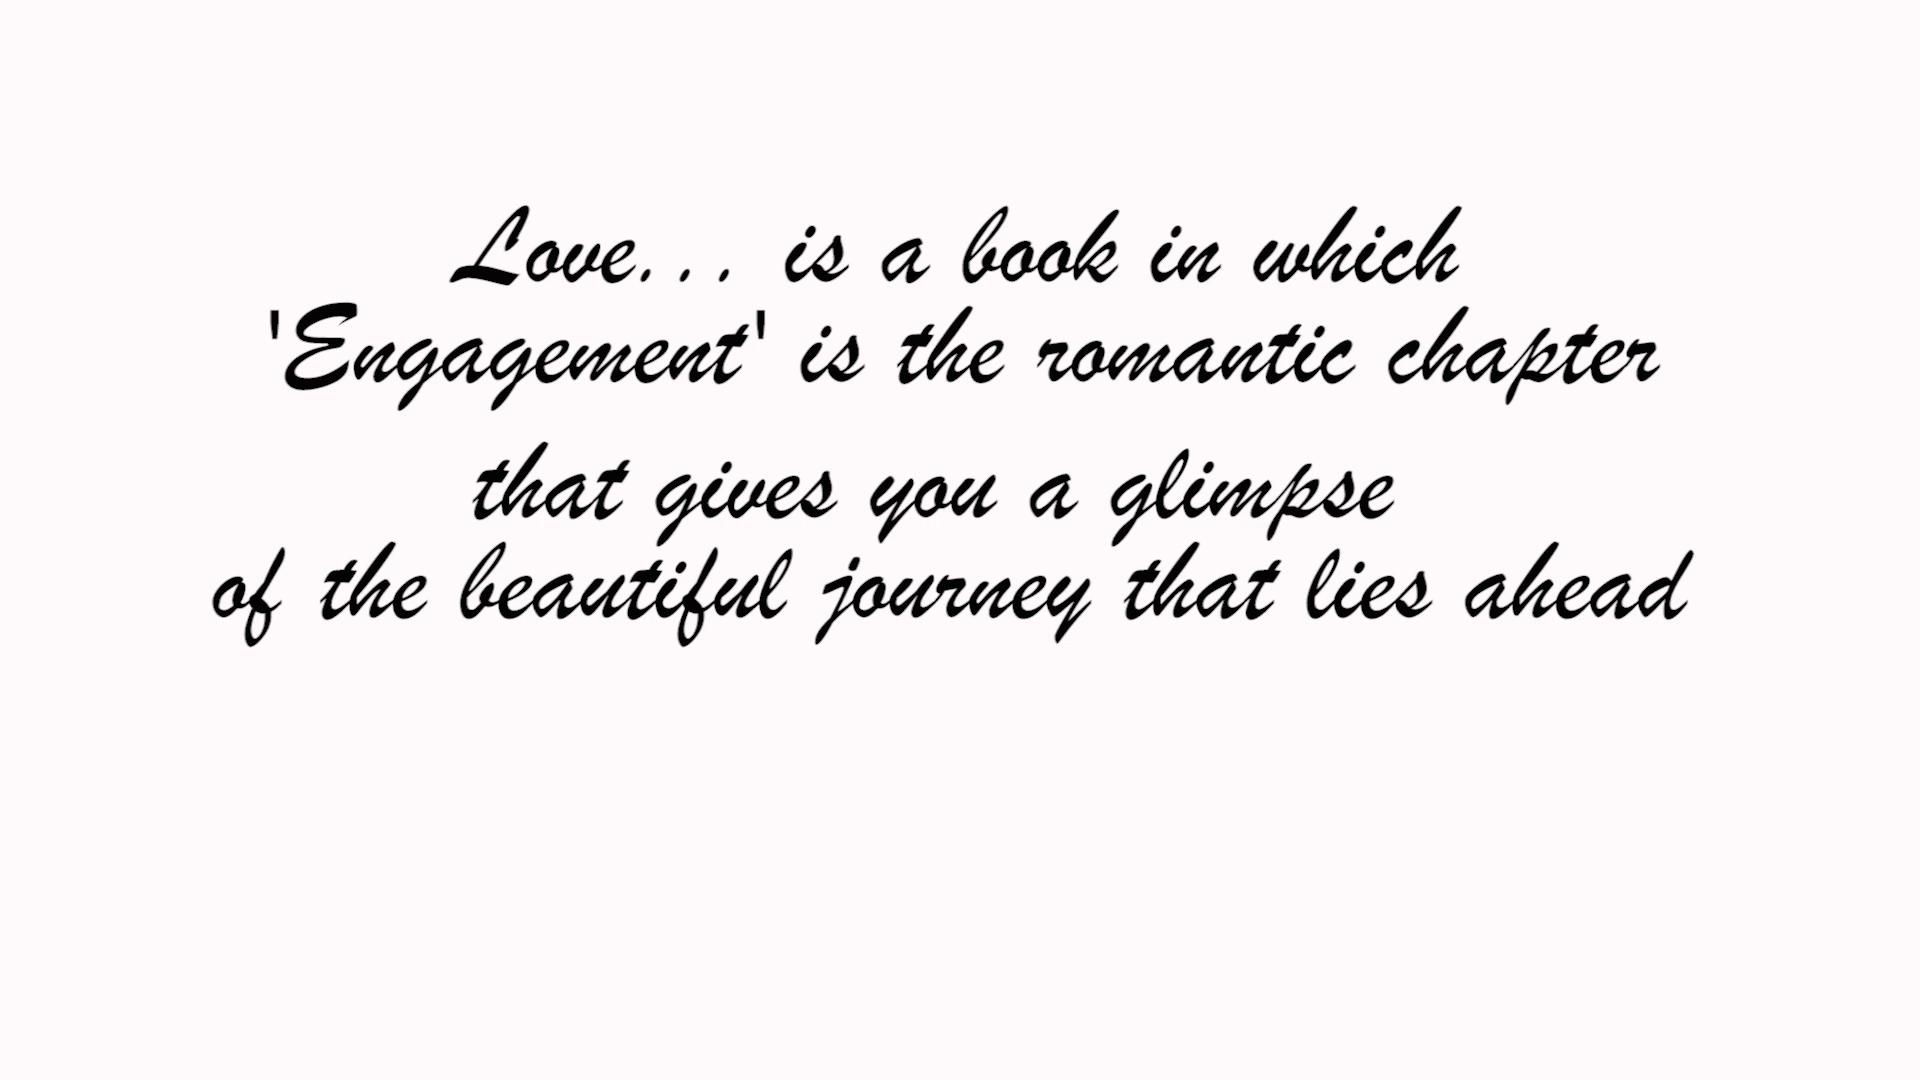 Love... is a book in which
'Engagement' is the romantic chapter
that gives you a glimpse
of the beautiful journey that lies ahead